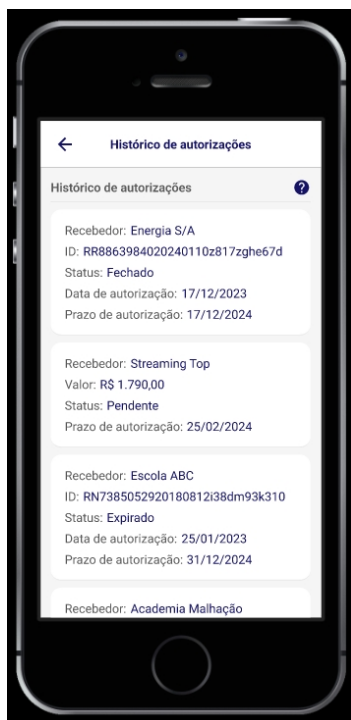 Histórico de autorizações
Histórico de autorizações
Recebedor: Energia S/A
ID: RR8863984020240110z817zghe67d
Status: Fechado
Data de autorização: 17/12/2023
Prazo de autorização: 17/12/2024
Recebedor: Streaming Top
Valor: R$ 1.790,00
Status: Pendente
Prazo de autorização: 25/02/2024
Recebedor: Escola ABC
ID: RN7385052920180812i38dm93k310
Status: Expirado
Data de autorização: 25/01/2023
Prazo de autorização: 31/12/2024
Recebedor: Academia Malhação